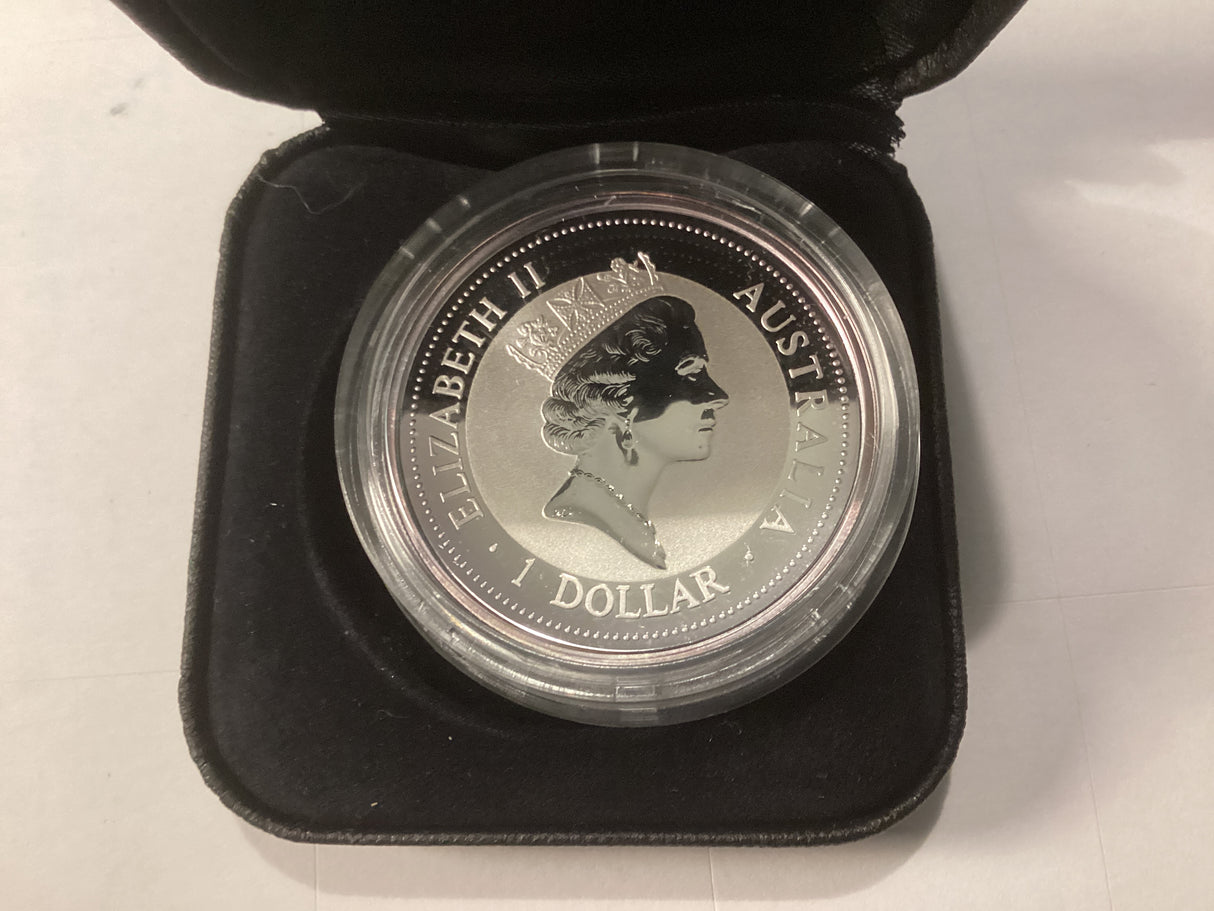 ELIZABETH II
AUSTRALIA
1 DOLLAR